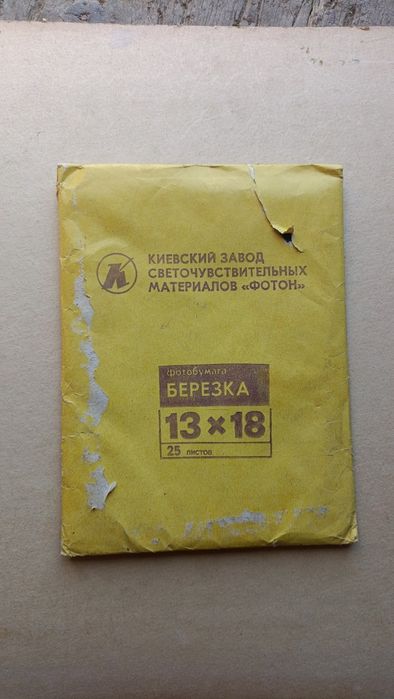 КИЕВСКИЙ ЗАВОД
СВЕТОЧУВСТВИТЕЛЬНЫХ
МАТЕРИАЛОВ «ФОТОН»
фотобумага
БЕРЕЗКА
13×18
25 листов